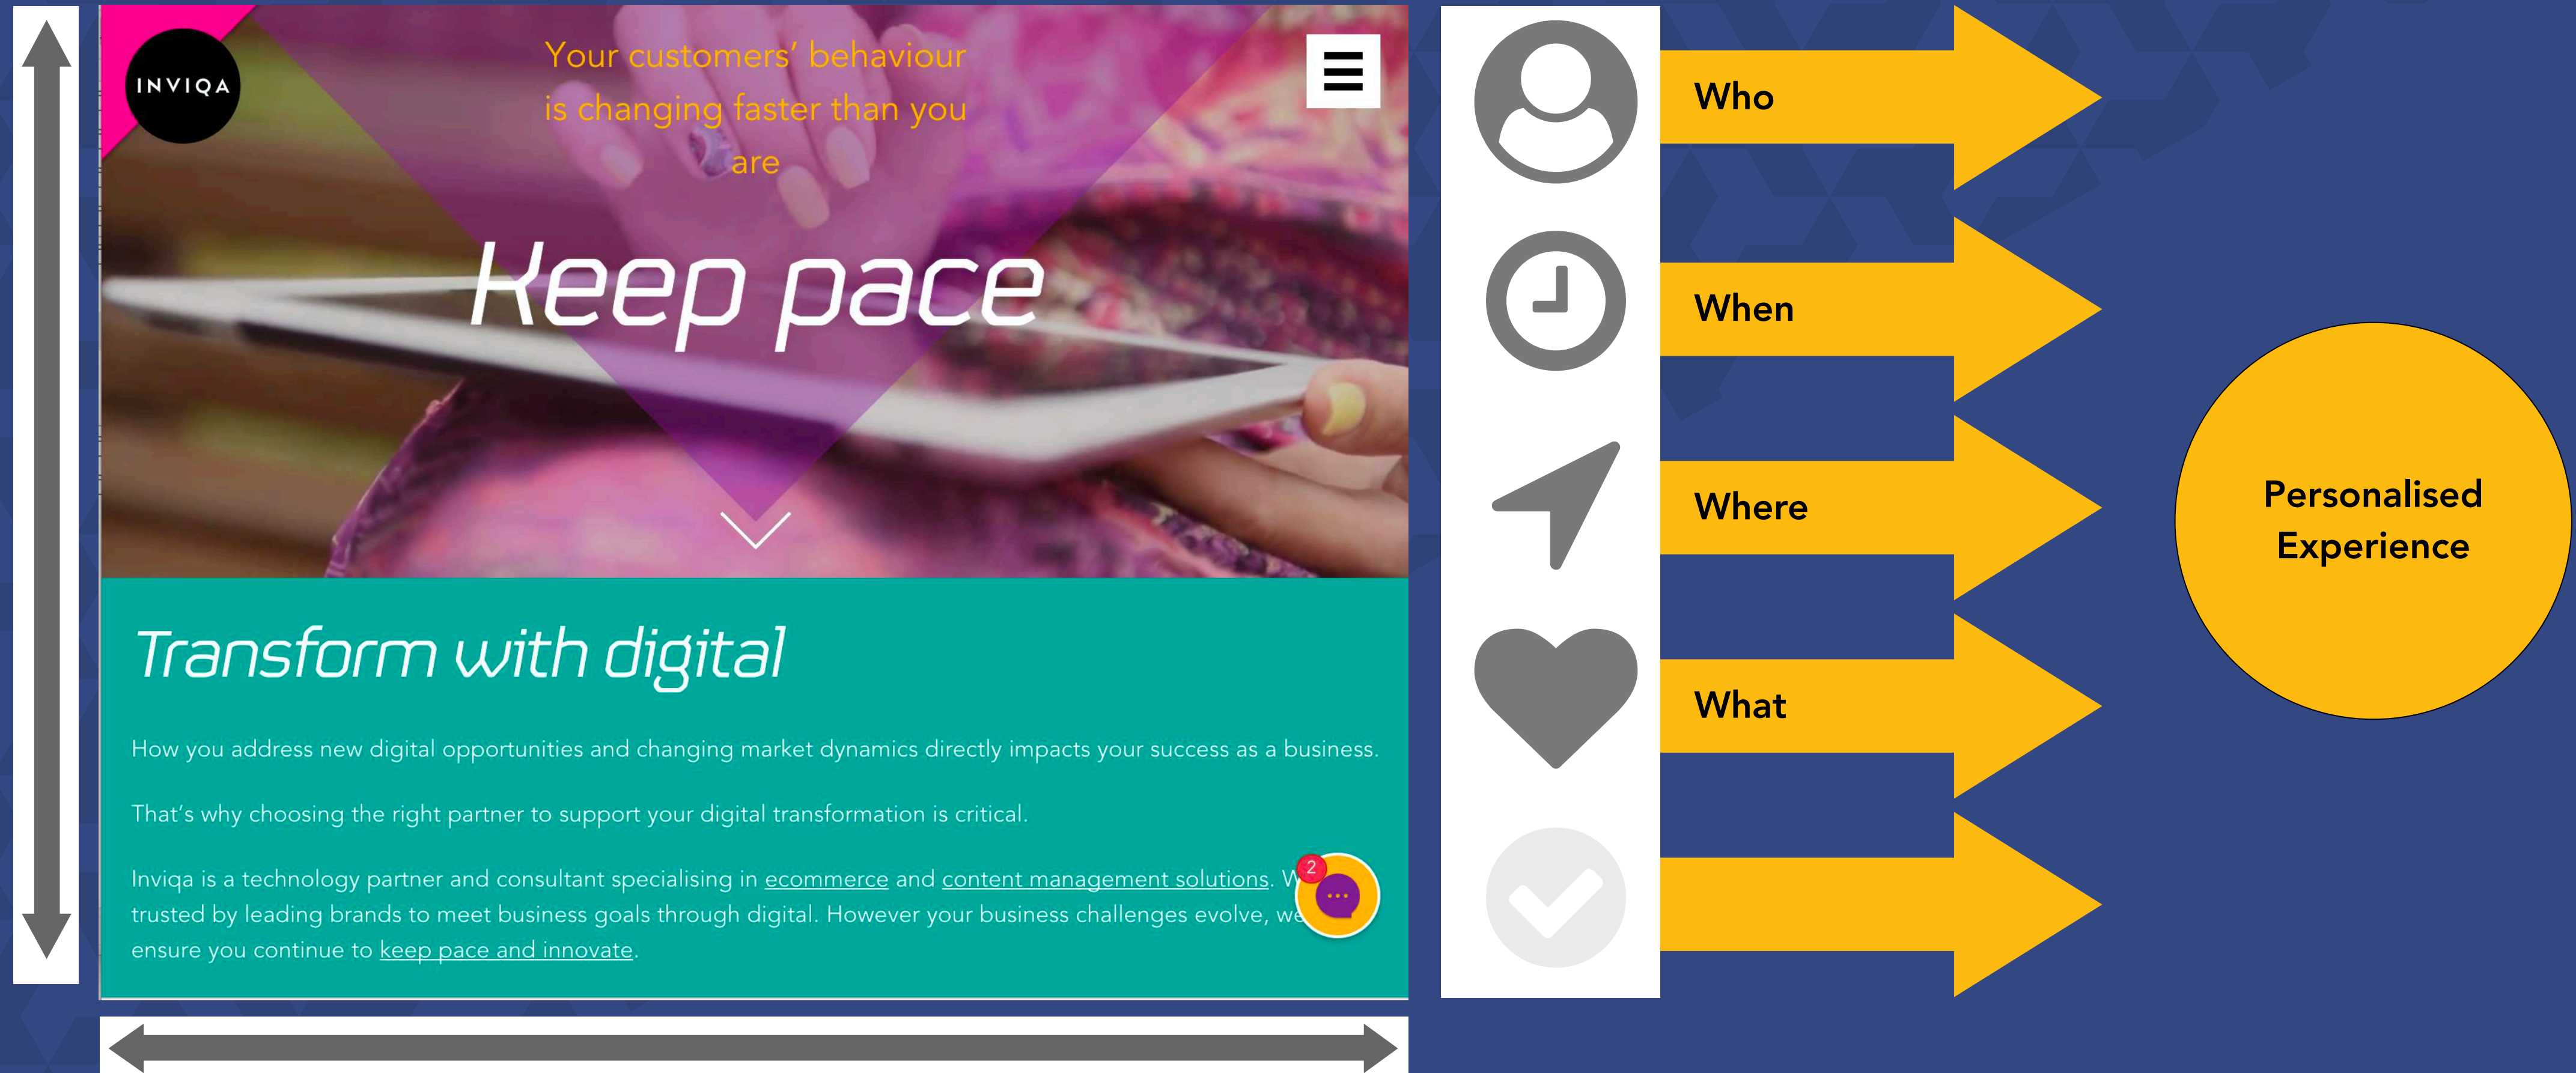 INVIQA
Your customers’ behaviour
is changing faster than you
are
Keep pace
Transform with digital
How you address new digital opportunities and changing market dynamics directly impacts your success as a business.
That’s why choosing the right partner to support your digital transformation is critical.
Inviqa is a technology partner and consultant specialising in ecommerce and content management solutions.
trusted by leading brands to meet business goals through digital. However your business challenges evolve, we
ensure you continue to keep pace and innovate.
2
Who
When
Where
What
Personalised
Experience